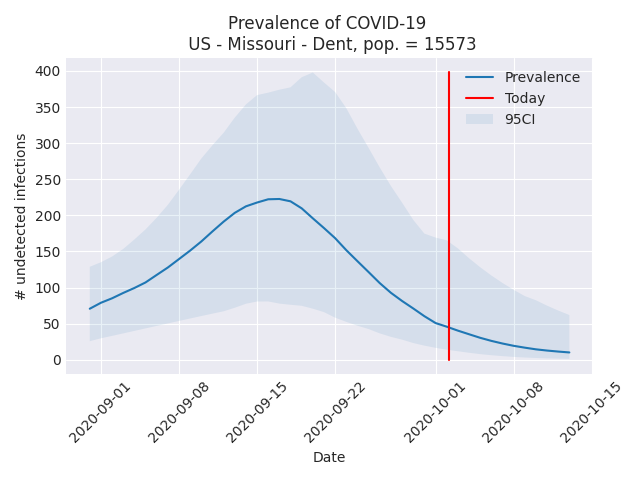 Prevalence of COVID-19
US - Missouri - Dent, pop. = 15573
400
350
300
250
200
150
100
50
0
# undetected infections
Prevalence
Today
95CI
2020-09-01
2020-09-08
2020-09-15
2020-09-22
2020-10-01
2020-10-08
2020-10-15
Date